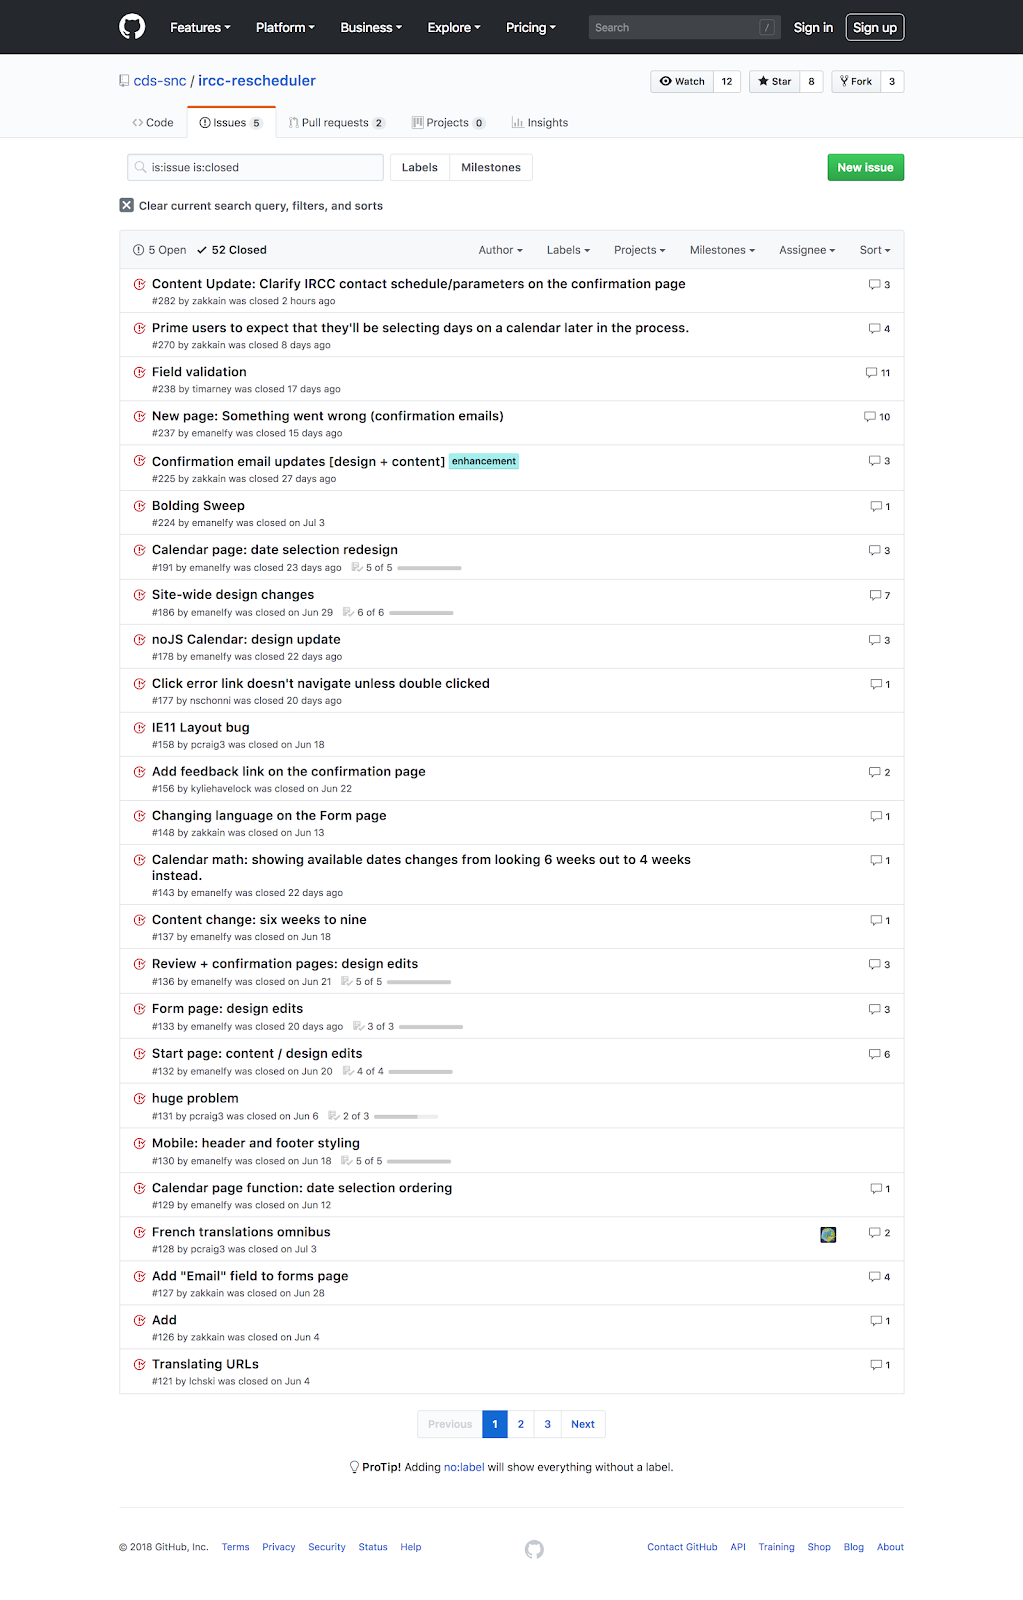 Features Platform Business Explore Pricing Search / Sign in Sign up
cds-snc / ircc-rescheduler Watch 12 Star 8 Fork 3
Code Issues 5 Pull requests 2 Projects 0 Insights
is:issue is:closed Labels Milestones New issue
Clear current search query, filters, and sorts
5 Open 52 Closed Author Labels Projects Milestones Assignee Sort
Content Update: Clarify IRCC contact schedule/parameters on the confirmation page 3
#282 by zakkain was closed 2 hours ago
Prime users to expect that they'll be selecting days on a calendar later in the process. 4
#270 by zakkain was closed 8 days ago
Field validation 11
#238 by timarney was closed 17 days ago
New page: Something went wrong (confirmation emails) 10
#237 by emanelfy was closed 15 days ago
Confirmation email updates [design + content] enhancement 3
#225 by zakkain was closed 27 days ago
Bolding Sweep 1
#224 by emanelfy was closed on Jul 3
Calendar page: date selection redesign 3
#191 by emanelfy was closed 23 days ago 5 of 5
Site-wide design changes 7
#186 by emanelfy was closed on Jun 29 6 of 6
noJS Calendar: design update 3
#178 by emanelfy was closed 22 days ago
Click error link doesn't navigate unless double clicked 1
#177 by nschonni was closed 20 days ago
IE11 Layout bug
#158 by pcraig3 was closed on Jun 18
Add feedback link on the confirmation page 2
#156 by kyliehavelock was closed on Jun 22
Changing language on the Form page 1
#148 by zakkain was closed on Jun 13
Calendar math: showing available dates changes from looking 6 weeks out to 4 weeks 1
instead.
#143 by emanelfy was closed 22 days ago
Content change: six weeks to nine 1
#137 by emanelfy was closed on Jun 18
Review + confirmation pages: design edits 3
#136 by emanelfy was closed on Jun 21 5 of 5
Form page: design edits 3
#133 by emanelfy was closed 20 days ago 3 of 3
Start page: content / design edits 6
#132 by emanelfy was closed on Jun 20 4 of 4
huge problem
#131 by pcraig3 was closed on Jun 6 2 of 3
Mobile: header and footer styling
#130 by emanelfy was closed on Jun 18 5 of 5
Calendar page function: date selection ordering 1
#129 by emanelfy was closed on Jun 12
French translations omnibus 2
#128 by pcraig3 was closed on Jul 3
Add "Email" field to forms page 4
#127 by zakkain was closed on Jun 28
Add 1
#126 by zakkain was closed on Jun 4
Translating URLs 1
#121 by lchski was closed on Jun 4
Previous 1 2 3 Next
ProTip! Adding no:label will show everything without a label.
© 2018 GitHub, Inc. Terms Privacy Security Status Help Contact GitHub API Training Shop Blog About